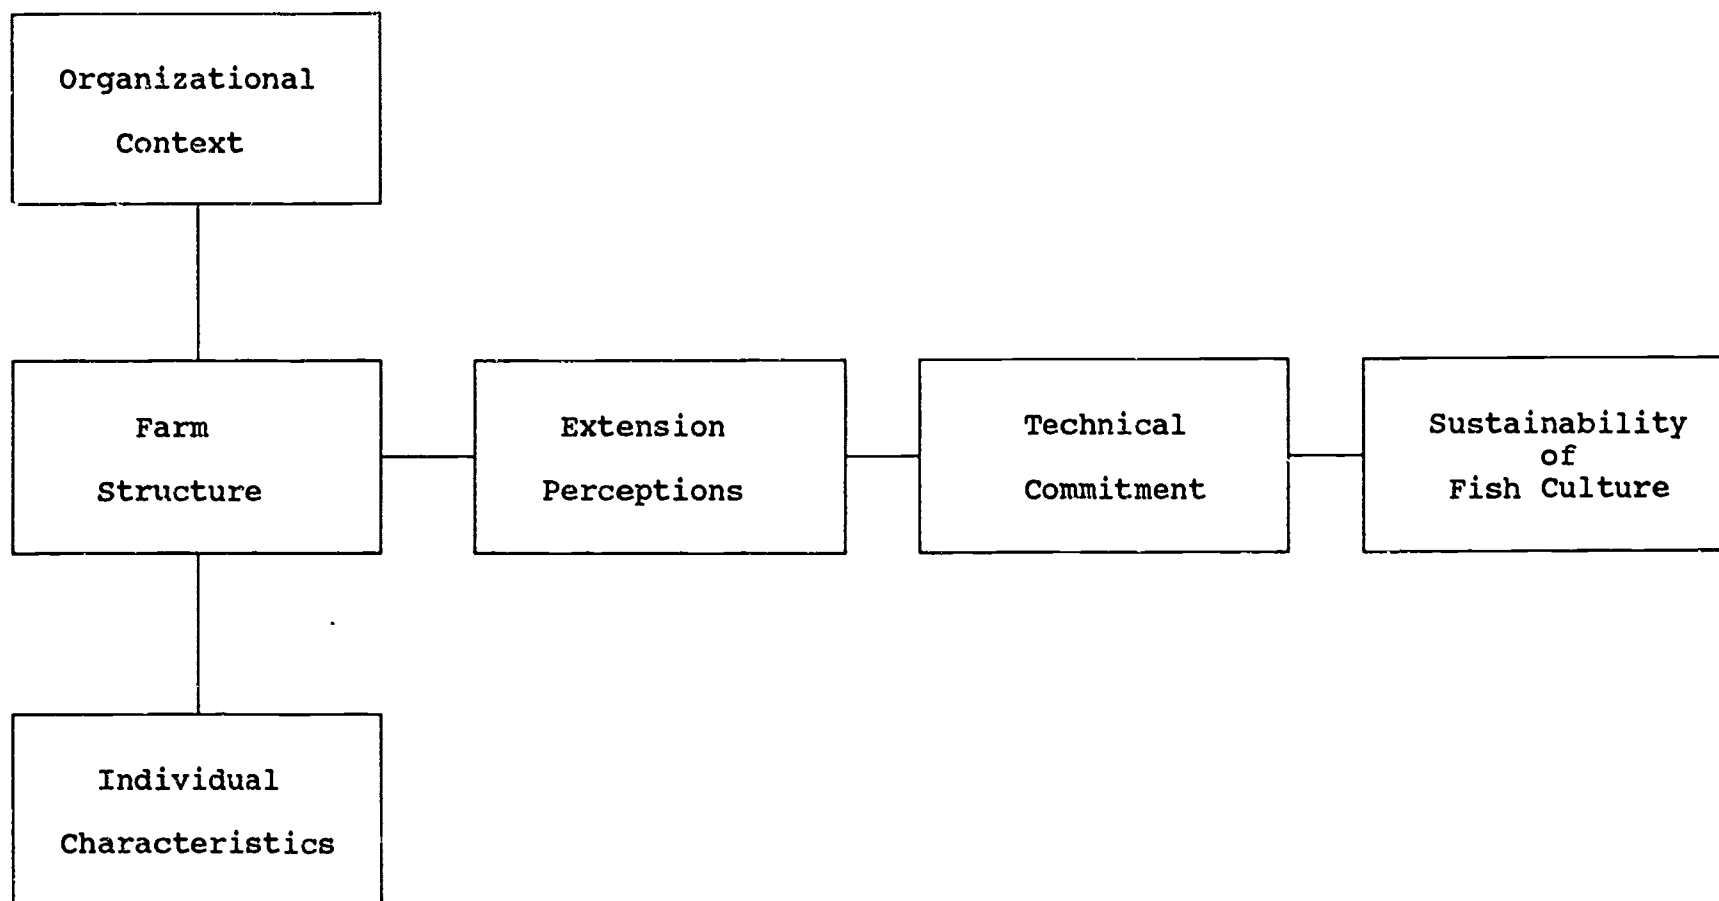 Organizational
Context
Farm
Structure
Extension
Perceptions
Technical
Commitment
Sustainability
of
Fish Culture
Individual
Characteristics